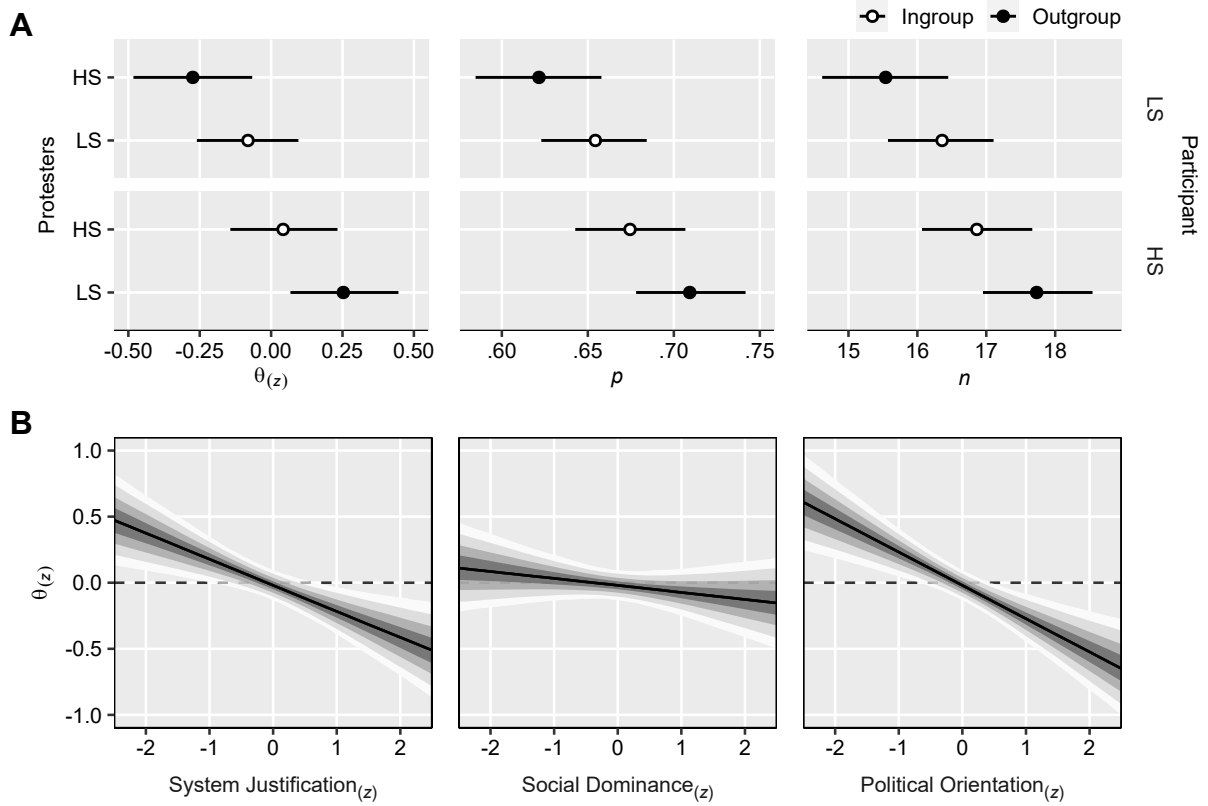 A
Ingroup Outgroup
Protesters
HS
LS
LS
HS
LS
HS
Participant
-0.50 -0.25 0.00 0.25 0.50
.60 .65 .70 .75
15 16 17 18
θ(z)
p
n
B
θ(z)
1.0
0.5
0.0
-0.5
-1.0
-2 -1 0 1 2
-2 -1 0 1 2
-2 -1 0 1 2
System Justification(z)
Social Dominance(z)
Political Orientation(z)